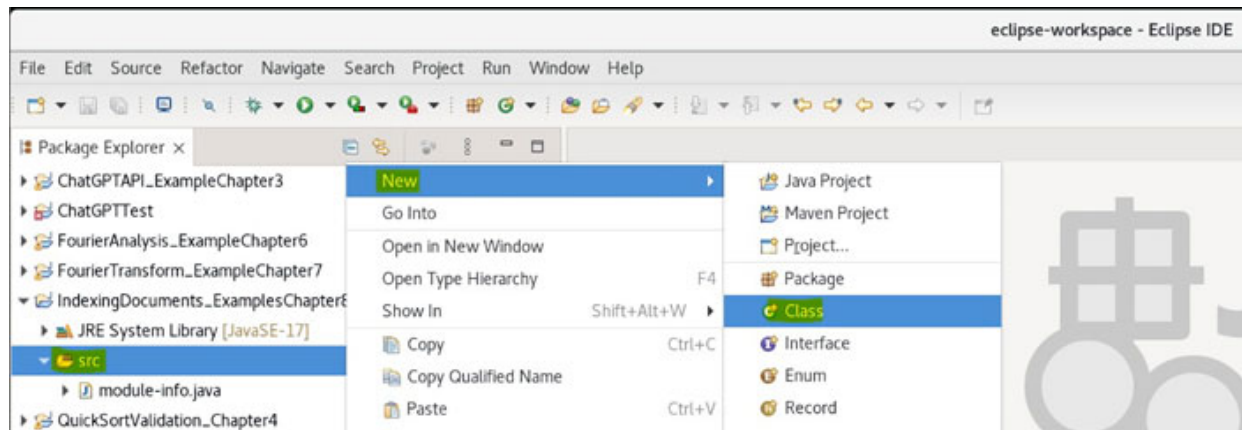 eclipse-workspace - Eclipse IDE
File Edit Source Refactor Navigate Search Project Run Window Help
Package Explorer
ChatGPTAPI_ExampleChapter3
ChatGPTTest
FourierAnalysis_ExampleChapter6
FourierTransform_ExampleChapter7
IndexingDocuments_ExamplesChapter8
JRE System Library [JavaSE-17]
src
module-info.java
QuickSortValidation_Chapter4
New
Go Into
Open in New Window
Open Type Hierarchy F4
Show In Shift+Alt+W
Copy Ctrl+C
Copy Qualified Name
Paste Ctrl+V
Java Project
Maven Project
Project...
Package
Class
Interface
Enum
Record